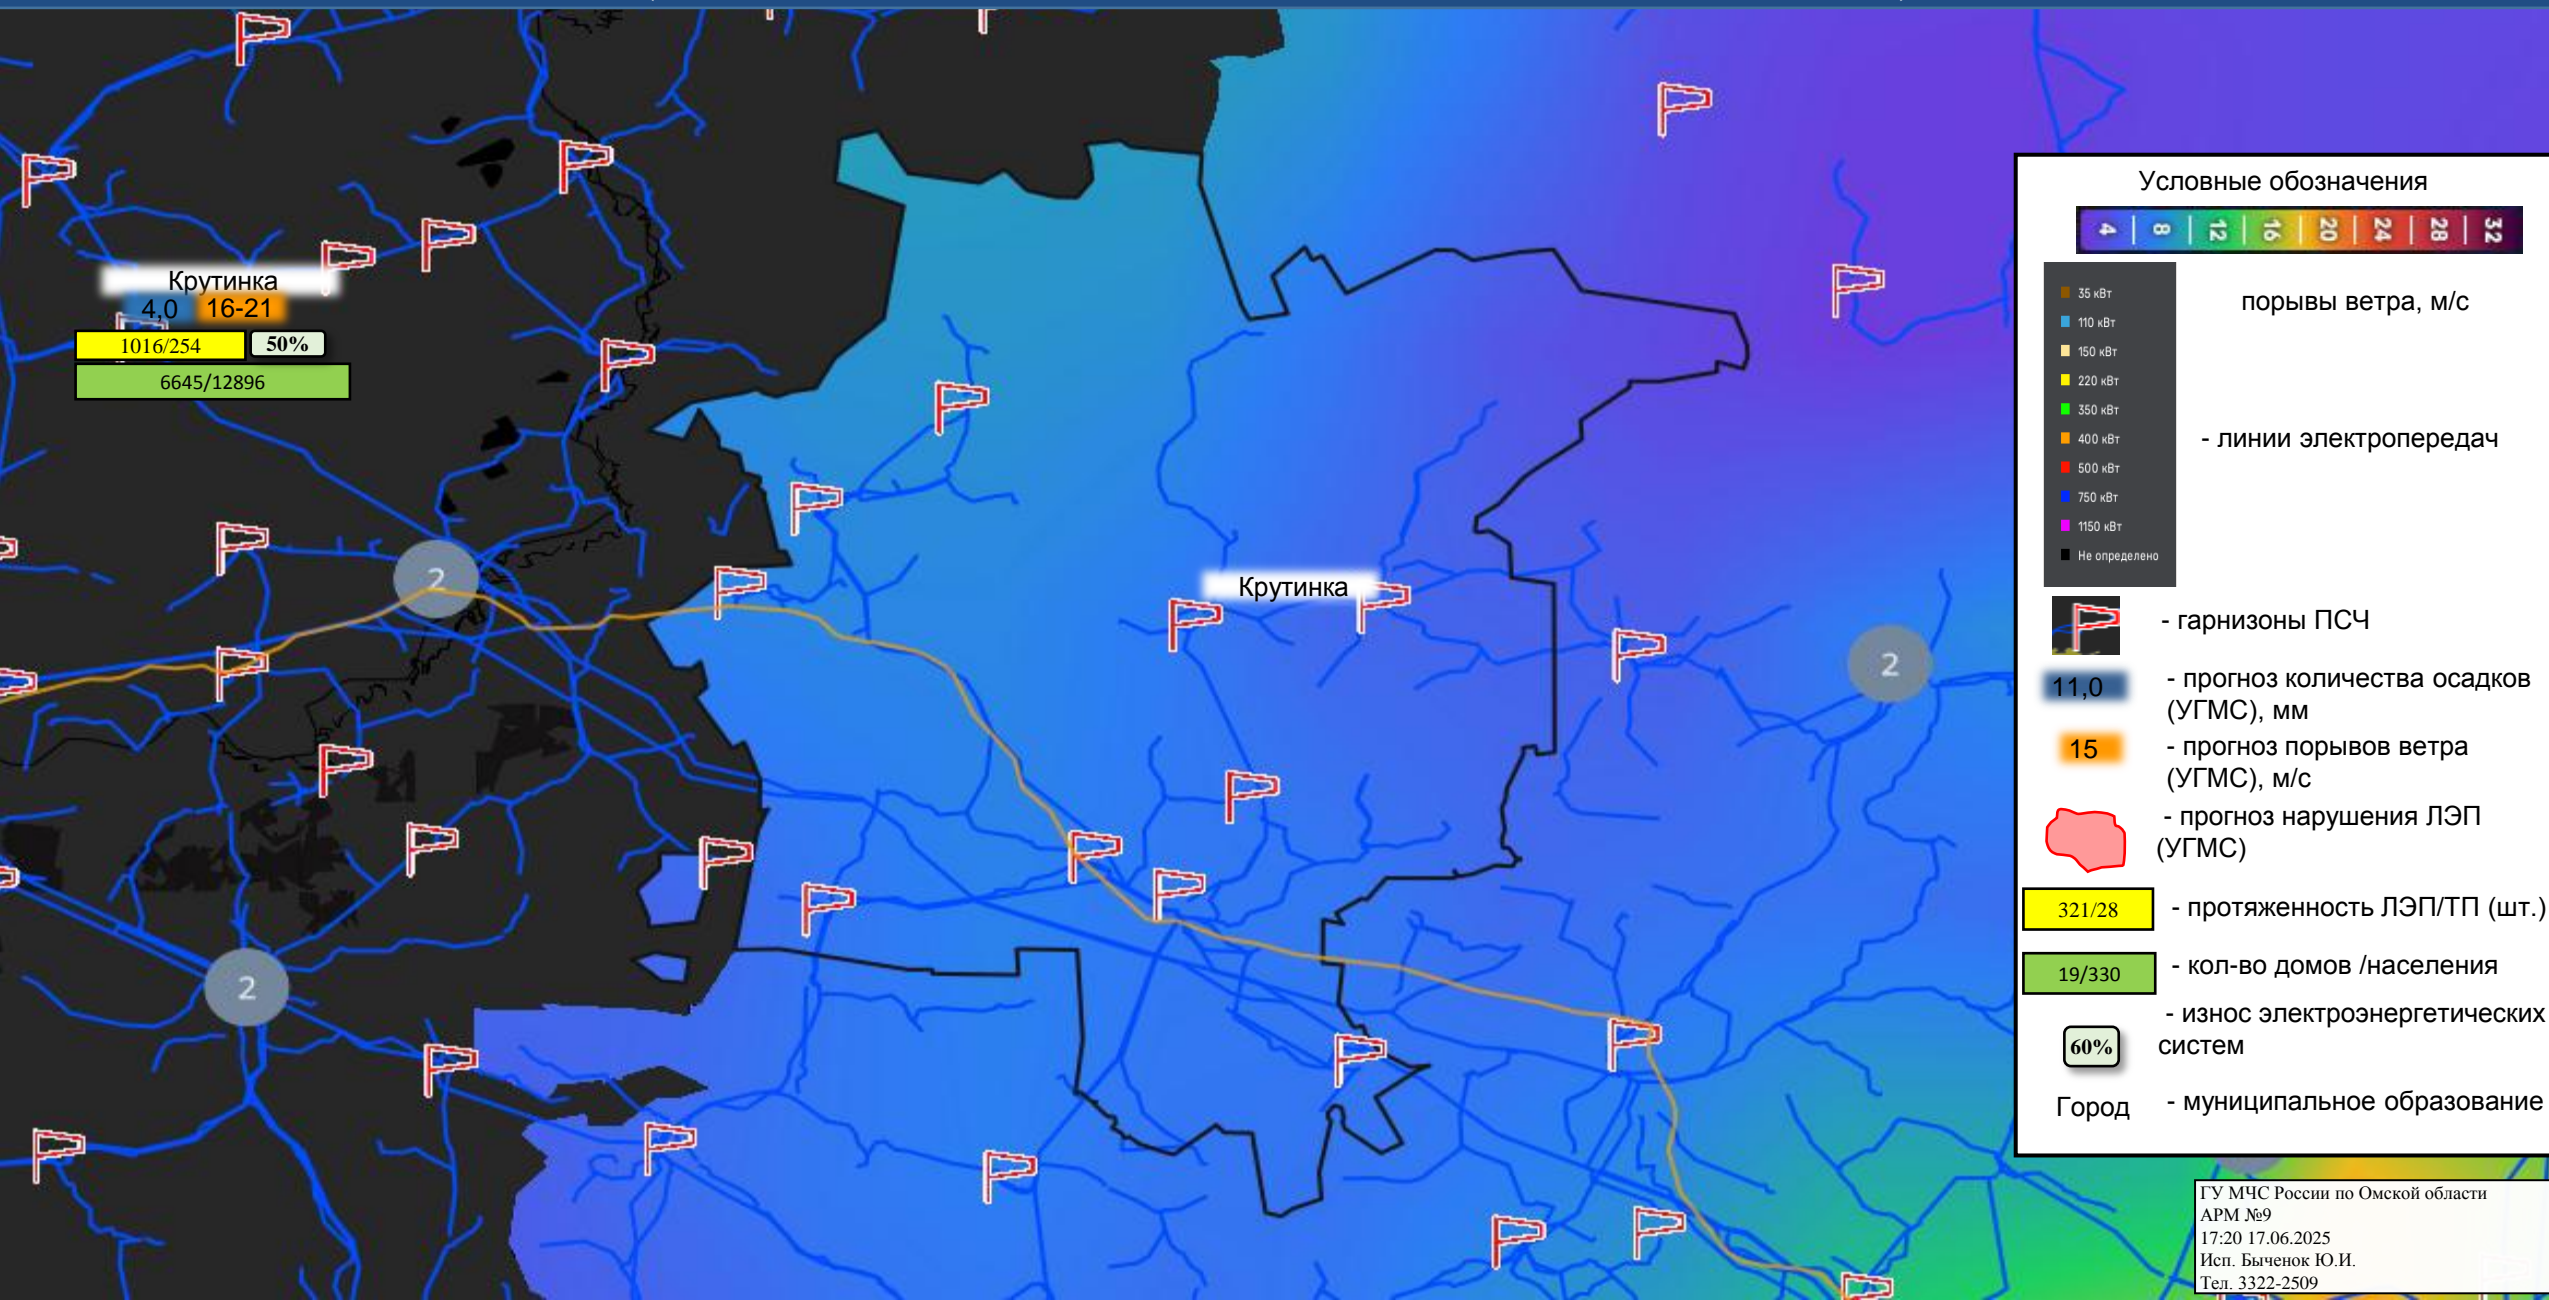 Крутинка
4,0 16-21
1016/254 50%
6645/12896
2
2
2
Крутинка
Условные обозначения
4 8 12 16 20 24 28 32
порывы ветра, м/с
35 кВт
110 кВт
150 кВт
220 кВт
350 кВт
400 кВт
500 кВт
750 кВт
1150 кВт
Не определено
- линии электропередач
- гарнизоны ПСЧ
11,0 - прогноз количества осадков
(УГМС), мм
15 - прогноз порывов ветра
(УГМС), м/с
- прогноз нарушения ЛЭП
(УГМС)
321/28 - протяженность ЛЭП/ТП (шт.)
19/330 - кол-во домов /населения
- износ электроэнергетических
60% систем
Город - муниципальное образование
ГУ МЧС России по Омской области
АРМ №9
17:20 17.06.2025
Исп. Быченок Ю.И.
Тел. 3322-2509